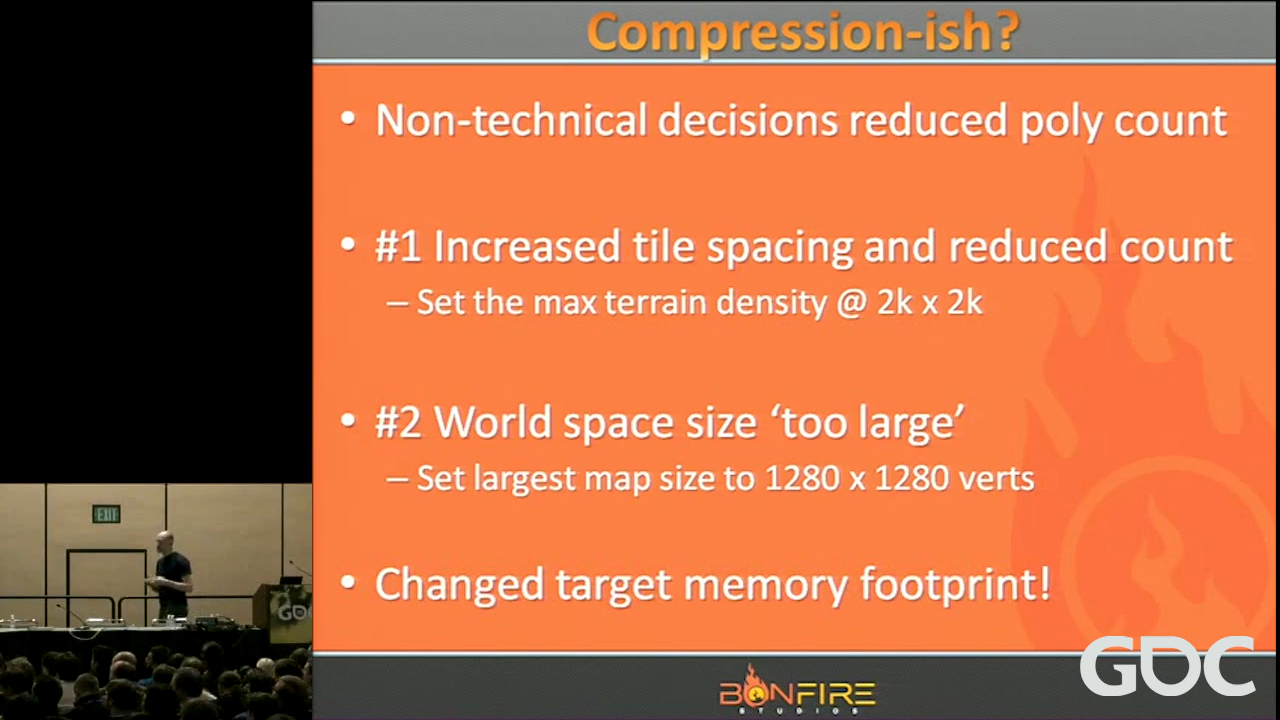 Compression-ish?
• Non-technical decisions reduced poly count
• #1 Increased tile spacing and reduced count
– Set the max terrain density @ 2k x 2k
• #2 World space size ‘too large’
– Set largest map size to 1280 x 1280 verts
• Changed target memory footprint!
EXIT
GDC
BONFIRE
STUDIOS
GDC